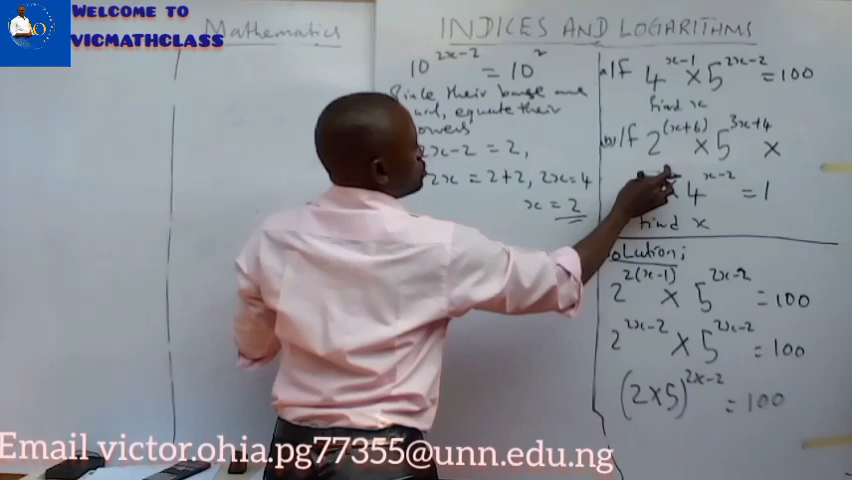 Welcome to
VICMATHCLASS
Mathematics
INDICES AND LOGARITHMS
10^(2x-2) = 10^2
Since their base are
equate their
powers
2x-2 = 2,
2x = 2+2, 2x=4
x = 2
a/If 4^(x-1) × 5^(2x-2) = 100
find x
/If 2^(x+6) × 5^(3x+4) ×
× 4^(x-2) = 1
find x
olution;
2^(2(x-1)) × 5^(2x-2) = 100
2^(2x-2) × 5^(2x-2) = 100
(2×5)^(2x-2) = 100
Email victor.ohia.pg77355@unn.edu.ng